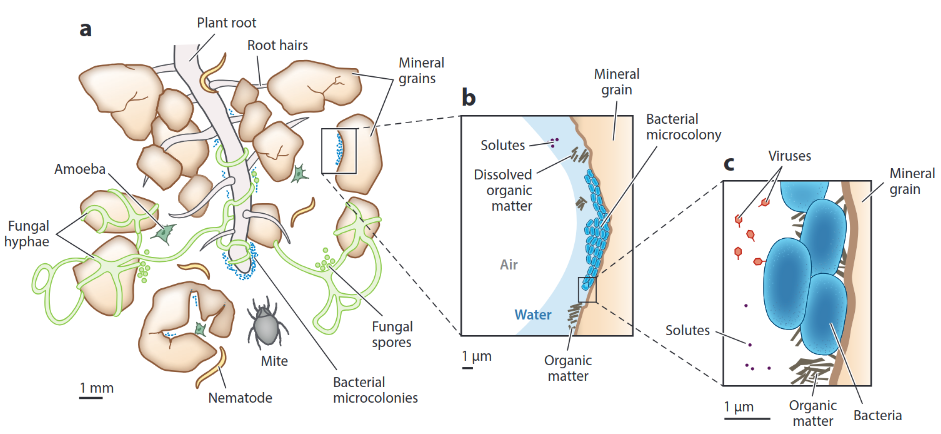 a
Plant root
Root hairs
Mineral
grains
Amoeba
Fungal
hyphae
Fungal
spores
Mite
Bacterial
microcolonies
Nematode
1 mm
b
Mineral
grain
Bacterial
microcolony
Solutes
Dissolved
organic
matter
Air
Water
Organic
matter
1 μm
c
Viruses
Mineral
grain
Solutes
Organic
matter
Bacteria
1 μm